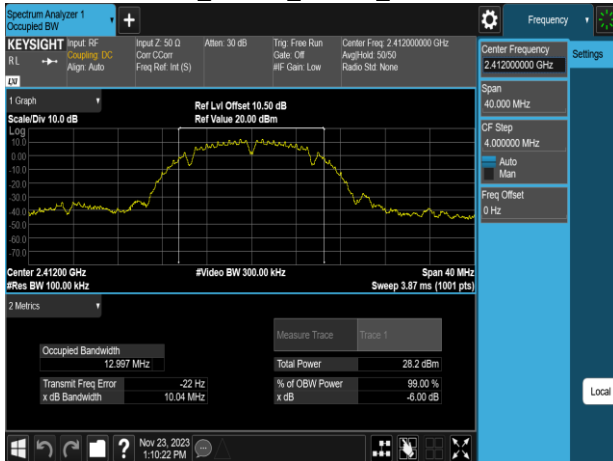 Spectrum Analyzer 1
Occupied BW
Frequency
KEYSIGHT
Input: RF
Coupling: DC
Align: Auto
Input Z: 50 Ω
Corr CCorr
Freq Ref: Int (S)
Atten: 30 dB
Trig: Free Run
Gate: Off
#IF Gain: Low
Center Freq: 2.412000000 GHz
Avg|Hold: 50/50
Radio Std: None
RL
LXI
Center Frequency
2.412000000 GHz
Settings
Span
40.000 MHz
CF Step
4.000000 MHz
Auto
Man
Freq Offset
0 Hz
Local
1 Graph
Scale/Div 10.0 dB
Ref Lvl Offset 10.50 dB
Ref Value 20.00 dBm
Log
10.0
0.00
-10.0
-20.0
-30.0
-40.0
-50.0
-60.0
-70.0
Center 2.41200 GHz
#Video BW 300.00 kHz
Span 40 MHz
#Res BW 100.00 kHz
Sweep 3.87 ms (1001 pts)
2 Metrics
Measure Trace
Trace 1
Occupied Bandwidth
12.997 MHz
Total Power
28.2 dBm
Transmit Freq Error
-22 Hz
% of OBW Power
99.00 %
x dB Bandwidth
10.04 MHz
x dB
-6.00 dB
?
Nov 23, 2023
1:10:22 PM